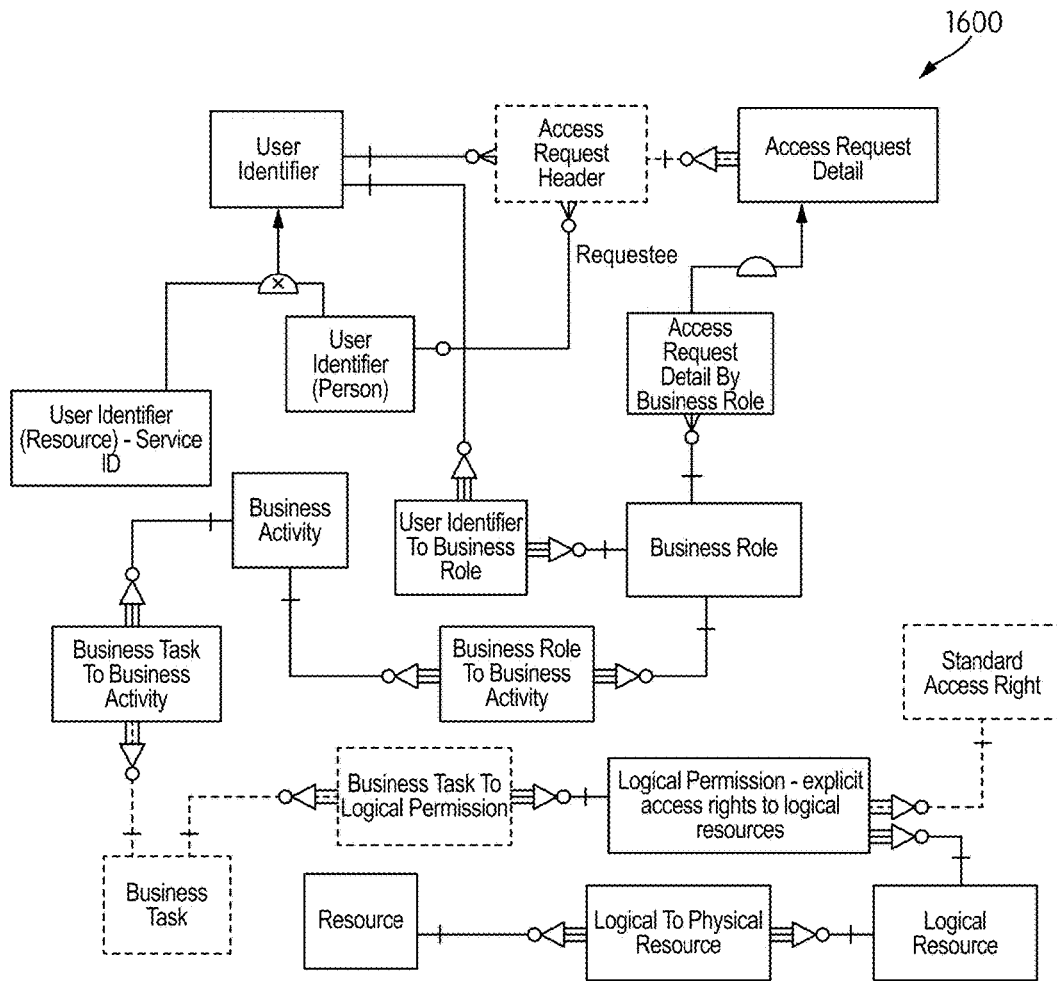 1600
User
Identifier
Access
Request
Header
Access Request
Detail
Requestee
User
Identifier
(Person)
Access
Request
Detail By
Business Role
User Identifier
(Resource) - Service
ID
Business
Activity
User Identifier
To Business
Role
Business Role
Business Task
To Business
Activity
Business Role
To Business
Activity
Standard
Access Right
Business Task To
Logical Permission
Logical Permission - explicit
access rights to logical
resources
Business
Task
Resource
Logical To Physical
Resource
Logical
Resource